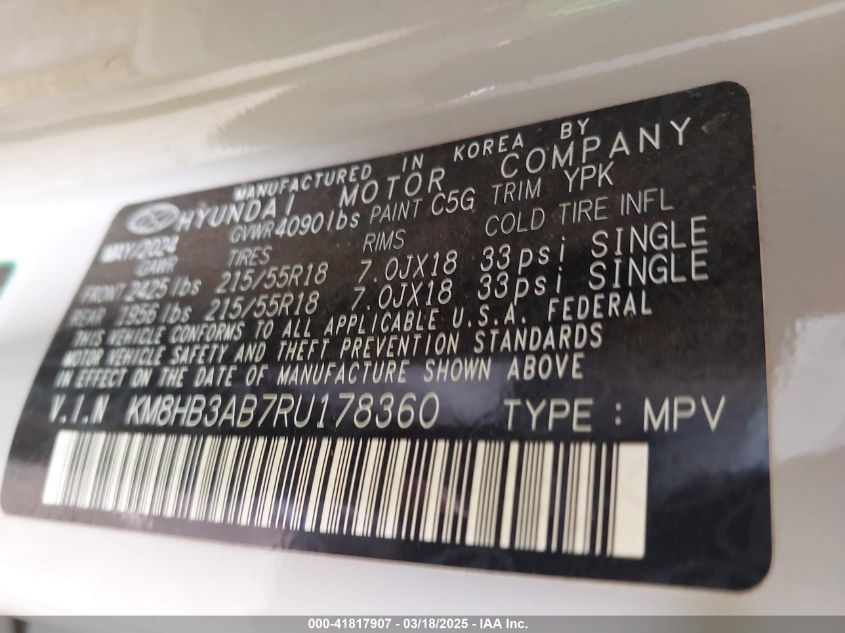 MANUFACTURED IN KOREA BY
HYUNDAI MOTOR COMPANY
MAY/2024 GVWR 4090lbs PAINT C5G TRIM YPK
GAWR TIRES RIMS COLD TIRE INFL
FRONT 2425lbs 215/55R18 7.0JX18 33psi SINGLE
REAR 1956lbs 215/55R18 7.0JX18 33psi SINGLE
THIS VEHICLE CONFORMS TO ALL APPLICABLE U.S.A. FEDERAL
MOTOR VEHICLE SAFETY AND THEFT PREVENTION STANDARDS
IN EFFECT ON THE DATE OF MANUFACTURE SHOWN ABOVE
V.I.N KM8HB3AB7RU178360 TYPE: MPV
000-41817907 - 03/18/2025 - IAA Inc.